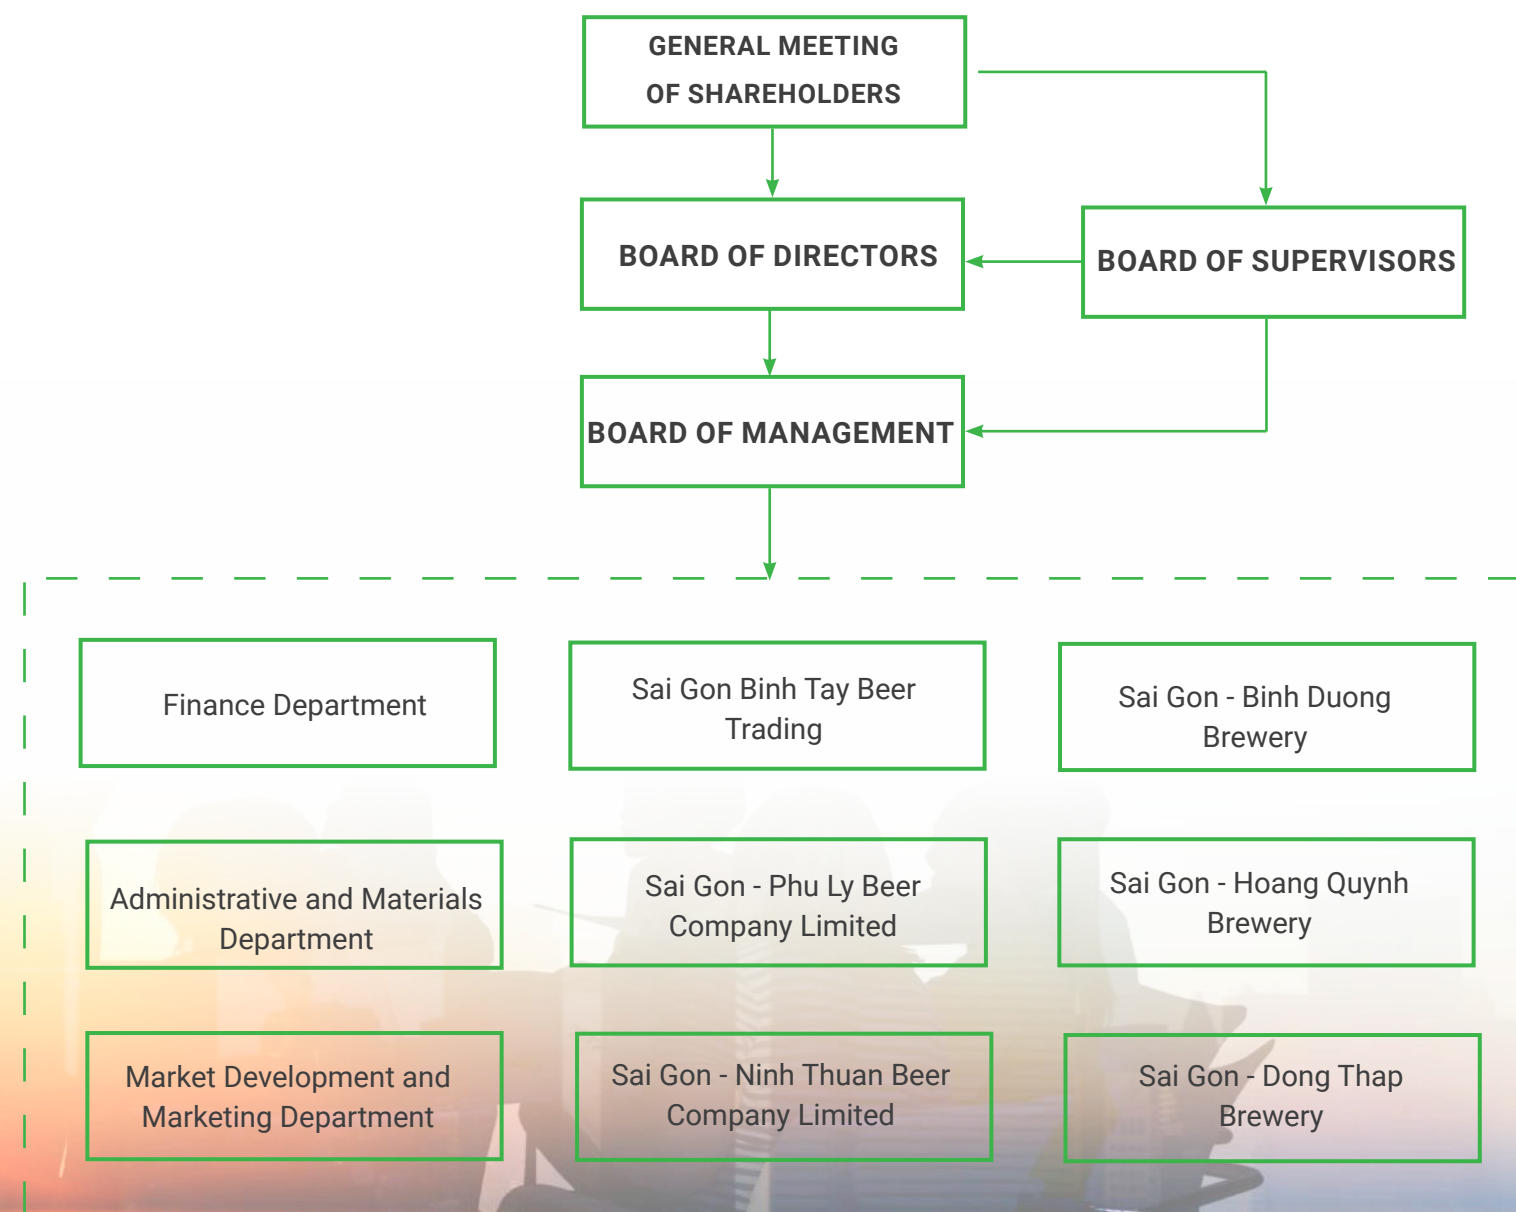 GENERAL MEETING
OF SHAREHOLDERS
BOARD OF DIRECTORS
BOARD OF SUPERVISORS
BOARD OF MANAGEMENT
Finance Department
Sai Gon Binh Tay Beer
Trading
Sai Gon - Binh Duong
Brewery
Administrative and Materials
Department
Sai Gon - Phu Ly Beer
Company Limited
Sai Gon - Hoang Quynh
Brewery
Market Development and
Marketing Department
Sai Gon - Ninh Thuan Beer
Company Limited
Sai Gon - Dong Thap
Brewery